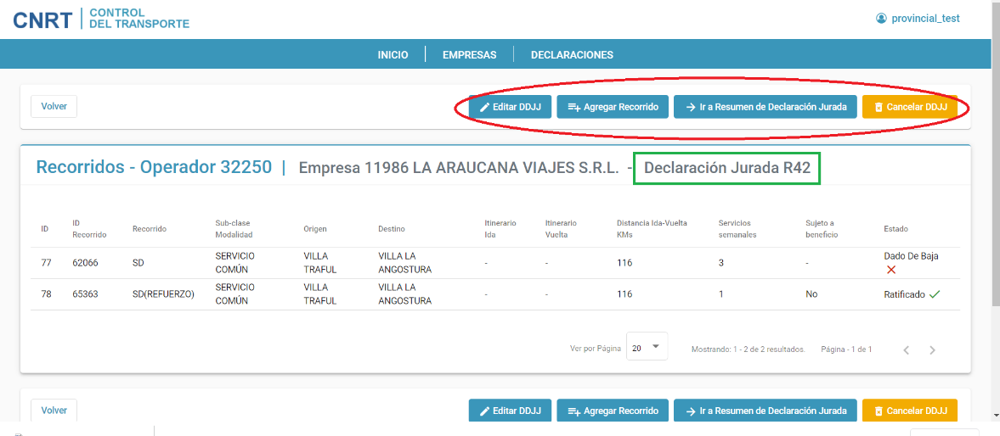 CNRT | CONTROL
DEL TRANSPORTE
provincial_test
INICIO EMPRESAS DECLARACIONES
Volver Editar DDJJ Agregar Recorrido Ir a Resumen de Declaración Jurada Cancelar DDJJ
Recorridos - Operador 32250 | Empresa 11986 LA ARAUCANA VIAJES S.R.L. - Declaración Jurada R42
ID ID Recorrido Recorrido Sub-clase Modalidad Origen Destino Itinerario Ida Itinerario Vuelta Distancia Ida-Vuelta KMs Servicios semanales Sujeto a beneficio Estado
77 62066 SD SERVICIO COMÚN VILLA TRAFUL VILLA LA ANGOSTURA - - 116 3 - Dado De Baja
78 65363 SD(REFUERZO) SERVICIO COMÚN VILLA TRAFUL VILLA LA ANGOSTURA - - 116 1 No Ratificado
Ver por Página 20 Mostrando: 1 - 2 de 2 resultados. Página - 1 de 1
Volver Editar DDJJ Agregar Recorrido Ir a Resumen de Declaración Jurada Cancelar DDJJ